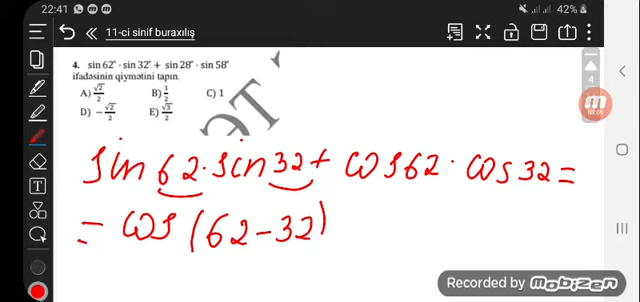 22:41
42%
11-ci sinif buraxılış
4. sin 62° · sin 32° + sin 28° · sin 58°
ifadəsinin qiymətini tapın.
A) √2/2 B) 1/2 C) 1
D) −√2/2 E) √3/2
4
sin 62 · sin 32 + cos 62 · cos 32 =
= cos (62 − 32)
Recorded by mobizen